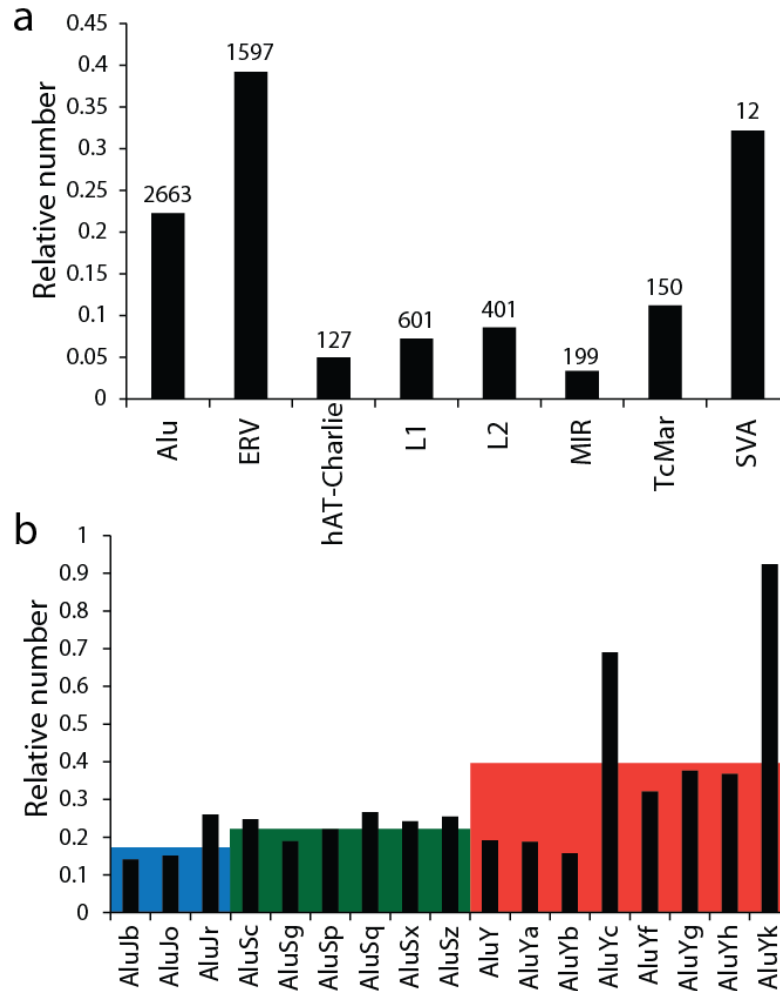 a
Relative number
0.45
0.4
0.35
0.3
0.25
0.2
0.15
0.1
0.05
0
2663
1597
127
601
401
199
150
12
Alu
ERV
hAT-Charlie
L1
L2
MIR
TcMar
SVA
b
Relative number
1
0.9
0.8
0.7
0.6
0.5
0.4
0.3
0.2
0.1
0
AluJb
AluJo
AluJr
AluSc
AluSg
AluSp
AluSq
AluSx
AluSz
AluY
AluYa
AluYb
AluYc
AluYf
AluYg
AluYh
AluYk